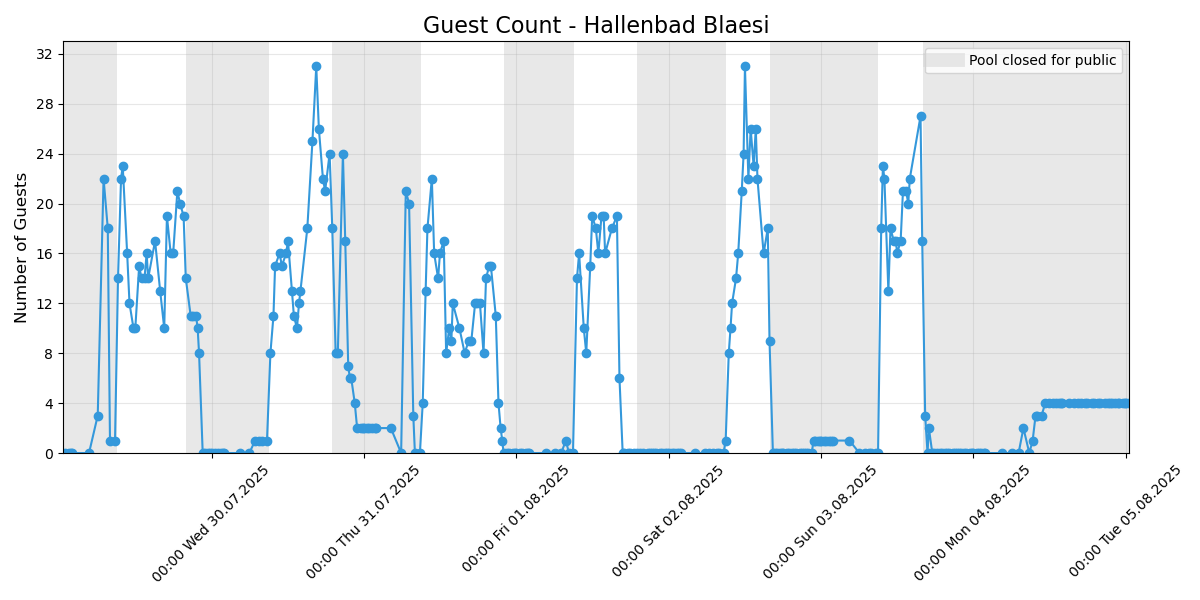 Guest Count - Hallenbad Blaesi
Pool closed for public
Number of Guests
32
28
24
20
16
12
8
4
0
00:00 Wed 30.07.2025
00:00 Thu 31.07.2025
00:00 Fri 01.08.2025
00:00 Sat 02.08.2025
00:00 Sun 03.08.2025
00:00 Mon 04.08.2025
00:00 Tue 05.08.2025